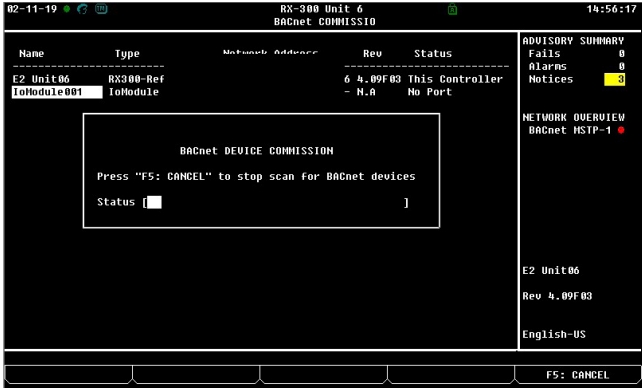 02-11-19 RX-300 Unit 6 14:56:17
BACnet COMMISSIO
ADVISORY SUMMARY
Fails 0
Alarms 0
Notices 3
NETWORK OVERVIEW
BACnet MSTP-1
E2 Unit06
Rev 4.09F03
English-US
Name Type Network Address Rev Status
E2 Unit06 RX300-Ref 6 4.09F03 This Controller
IoModule001 IoModule - N.A No Port
BACnet DEVICE COMMISSION
Press "F5: CANCEL" to stop scan for BACnet devices
Status [ ]
F5: CANCEL